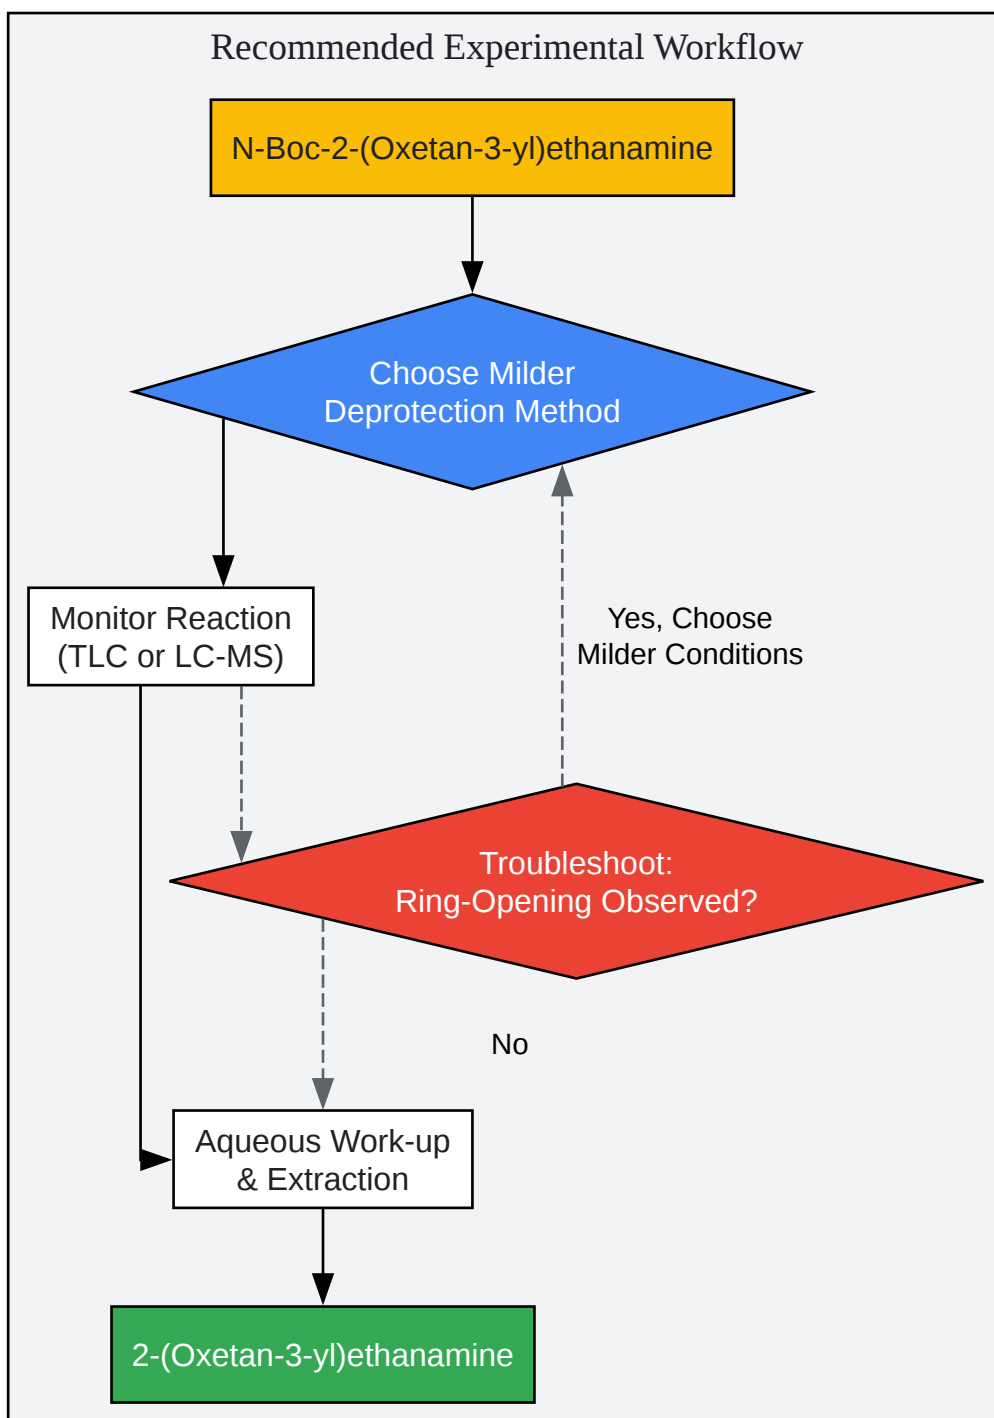 Recommended Experimental Workflow
N-Boc-2-(Oxetan-3-yl)ethanamine
Choose Milder
Deprotection Method
Monitor Reaction
(TLC or LC-MS)
Yes, Choose
Milder Conditions
Troubleshoot:
Ring-Opening Observed?
No
Aqueous Work-up
& Extraction
2-(Oxetan-3-yl)ethanamine